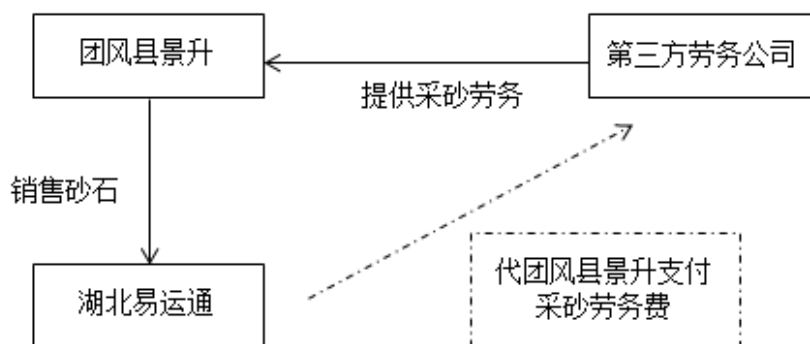 团风县景升
第三方劳务公司
提供采砂劳务
销售砂石
湖北易运通
代团风县景升支付
采砂劳务费